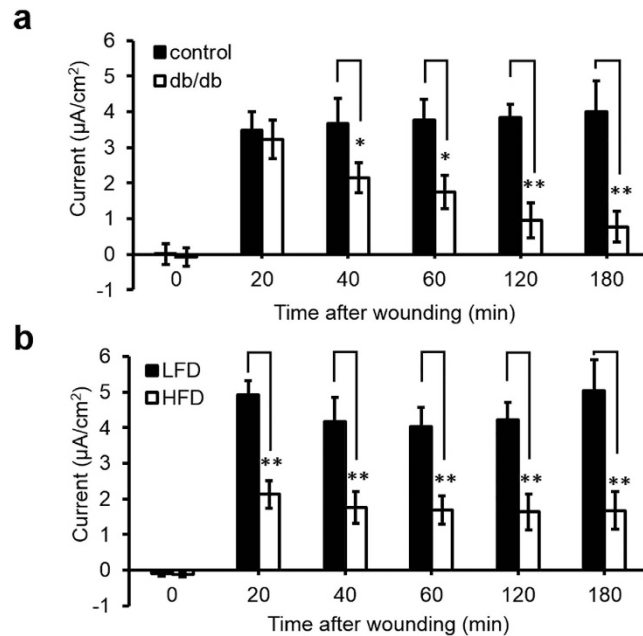 a
6
control
5
db/db
4
3
2
1
0
-1
Current (µA/cm²)
*
*
**
**
0 20 40 60 120 180
Time after wounding (min)
b
6
LFD
5
HFD
4
3
2
1
0
-1
Current (µA/cm²)
**
**
**
**
**
0 20 40 60 120 180
Time after wounding (min)